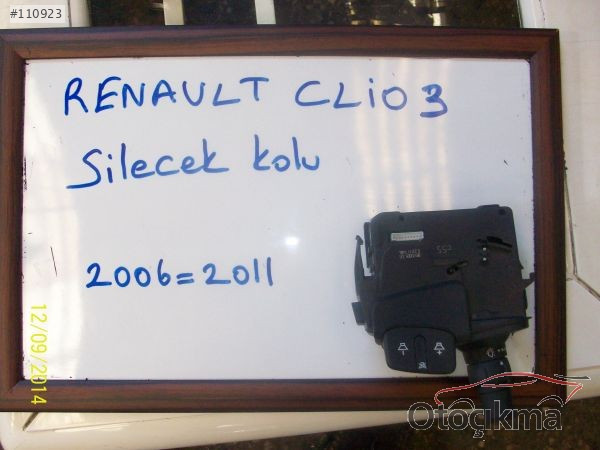 #110923
RENAULT CLiO 3
Silecek kolu
2006=2011
12/09/2014
Otoçıkma